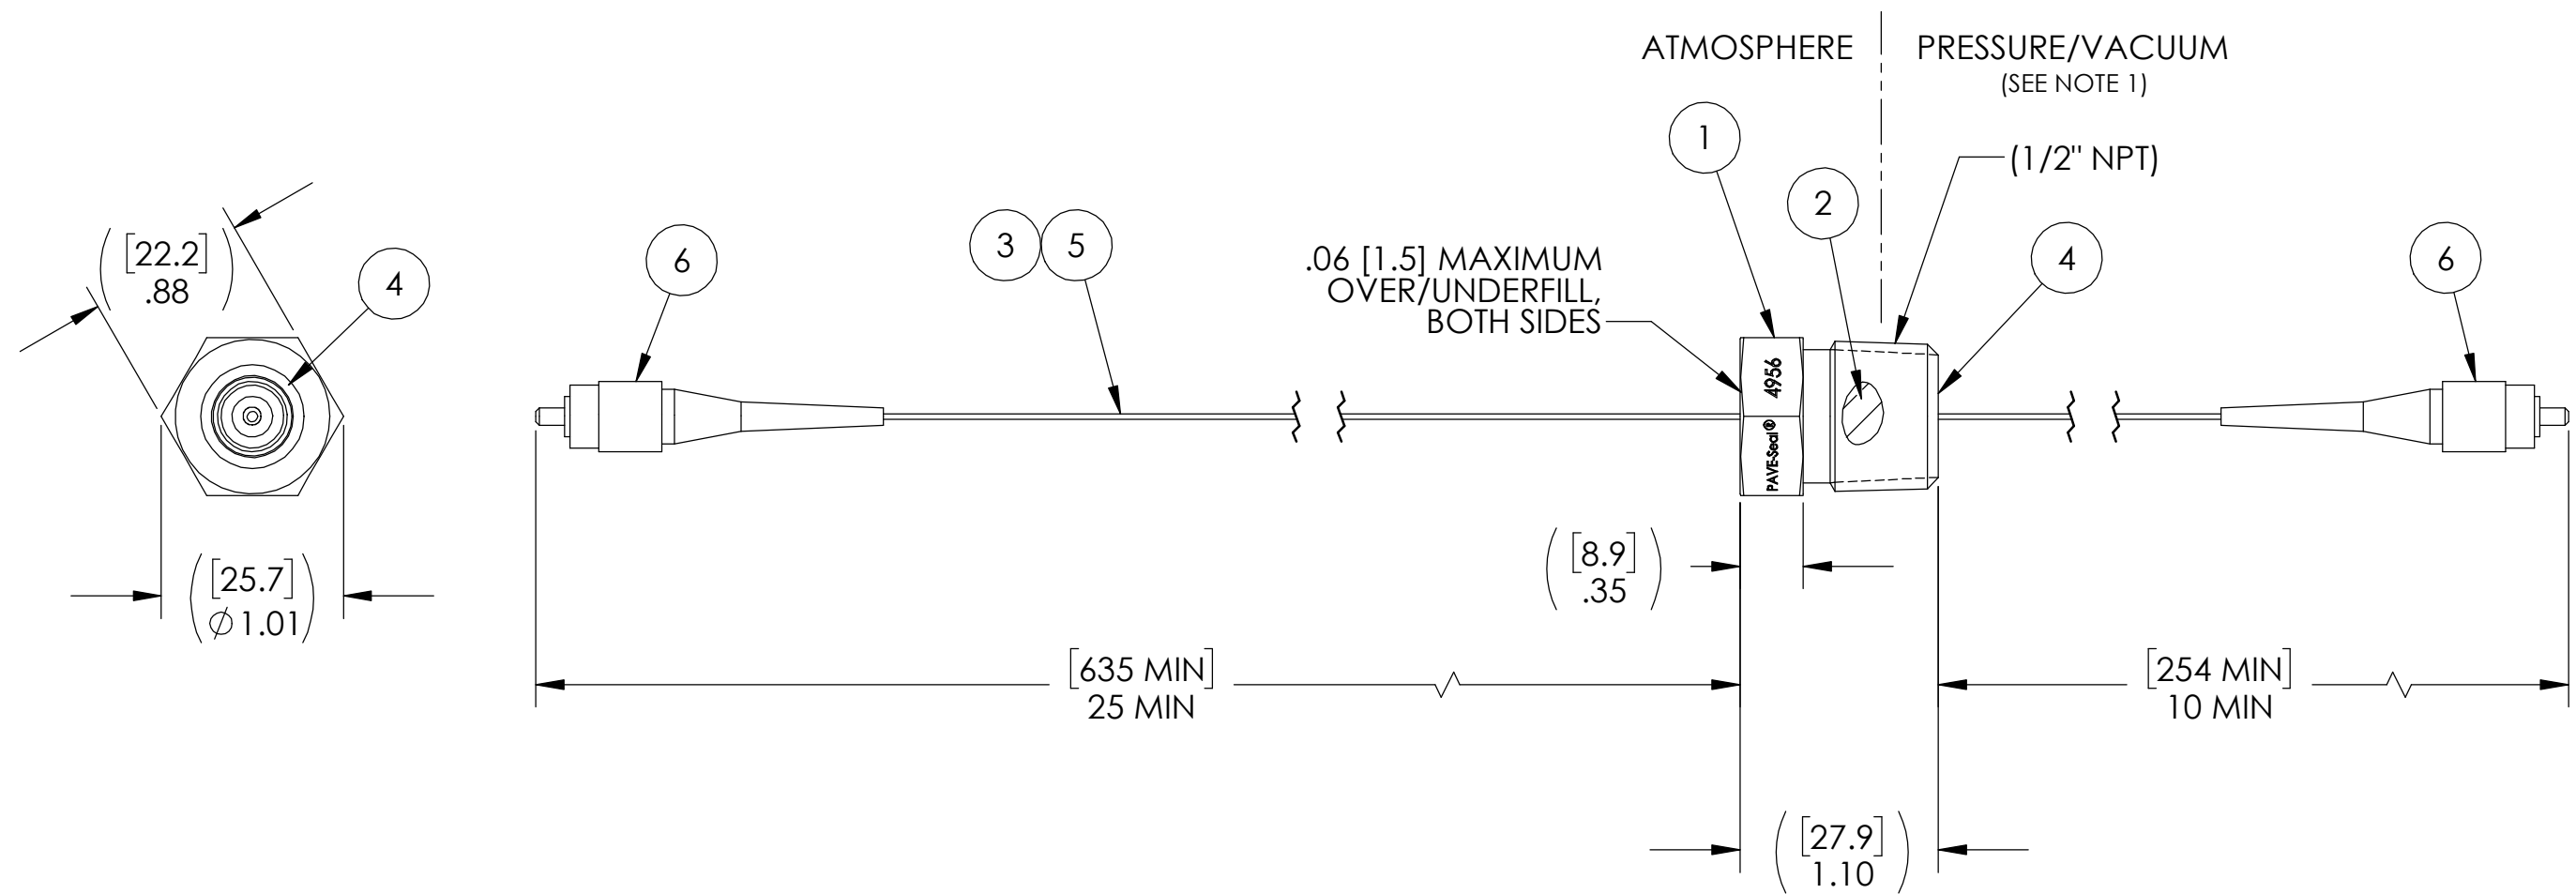 ATMOSPHERE
PRESSURE/VACUUM
(SEE NOTE 1)
1
2
(1/2" NPT)
([22.2]
.88)
4
6
3
5
.06 [1.5] MAXIMUM
OVER/UNDERFILL,
BOTH SIDES
4
6
4956
PAVE-Seal®
([25.7]
Ø1.01)
([8.9]
.35)
[635 MIN]
25 MIN
[254 MIN]
10 MIN
([27.9]
1.10)